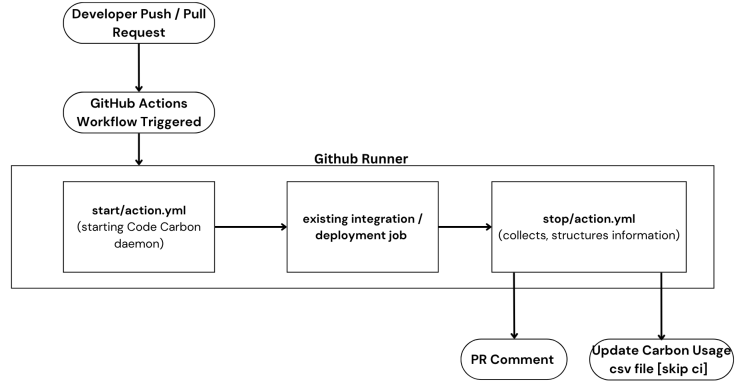 Developer Push / Pull
Request
GitHub Actions
Workflow Triggered
Github Runner
start/action.yml
(starting Code Carbon
daemon)
existing integration /
deployment job
stop/action.yml
(collects, structures information)
PR Comment
Update Carbon Usage
csv file [skip ci]